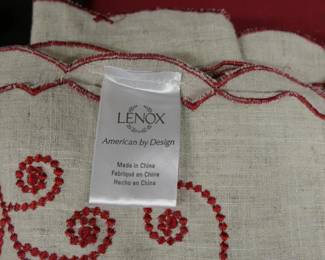 LENOX
American by Design
Made in China
Fabriqué en Chine
Hecho en China